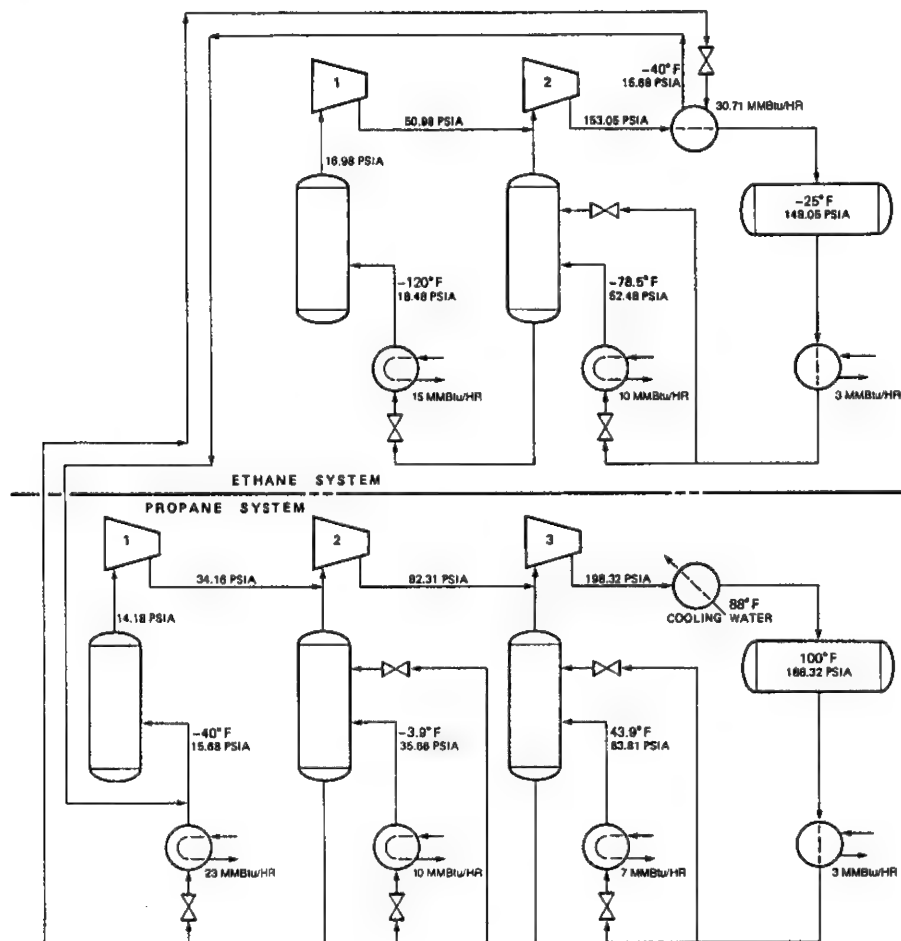 -40°F
15.68 PSIA
1
2
30.71 MMBtu/HR
50.98 PSIA
153.05 PSIA
16.98 PSIA
-25°F
148.05 PSIA
-120°F
18.48 PSIA
-78.5°F
52.48 PSIA
15 MMBtu/HR
10 MMBtu/HR
3 MMBtu/HR
ETHANE SYSTEM
PROPANE SYSTEM
1
2
3
34.16 PSIA
82.31 PSIA
198.32 PSIA
88°F
COOLING WATER
14.18 PSIA
100°F
188.32 PSIA
-40°F
15.68 PSIA
-3.9°F
35.66 PSIA
43.9°F
83.81 PSIA
23 MMBtu/HR
10 MMBtu/HR
7 MMBtu/HR
3 MMBtu/HR